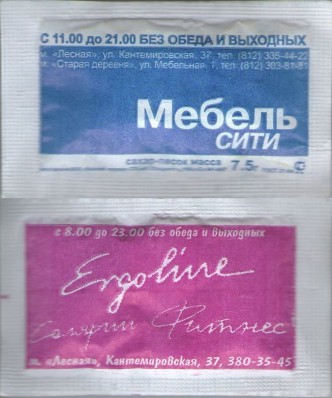 С 11.00 до 21.00 БЕЗ ОБЕДА И ВЫХОДНЫХ
м. «Лесная», ул. Кантемировская, 37, тел. (812) 335-44-22
м. «Старая деревня», ул. Мебельная, 1, тел. (812) 303-81-81
Мебель
СИТИ
сахар-песок масса 7.5г
с 8.00 до 23.00 без обеда и выходных
Ergoline
Солярий Фитнес
м. «Лесная», Кантемировская, 37, 380-35-45